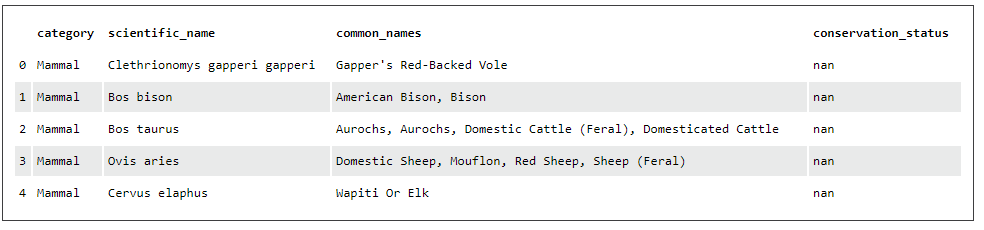 category scientific_name common_names conservation_status
0 Mammal Clethrionomys gapperi gapperi Gapper's Red-Backed Vole nan
1 Mammal Bos bison American Bison, Bison nan
2 Mammal Bos taurus Aurochs, Aurochs, Domestic Cattle (Feral), Domesticated Cattle nan
3 Mammal Ovis aries Domestic Sheep, Mouflon, Red Sheep, Sheep (Feral) nan
4 Mammal Cervus elaphus Wapiti Or Elk nan